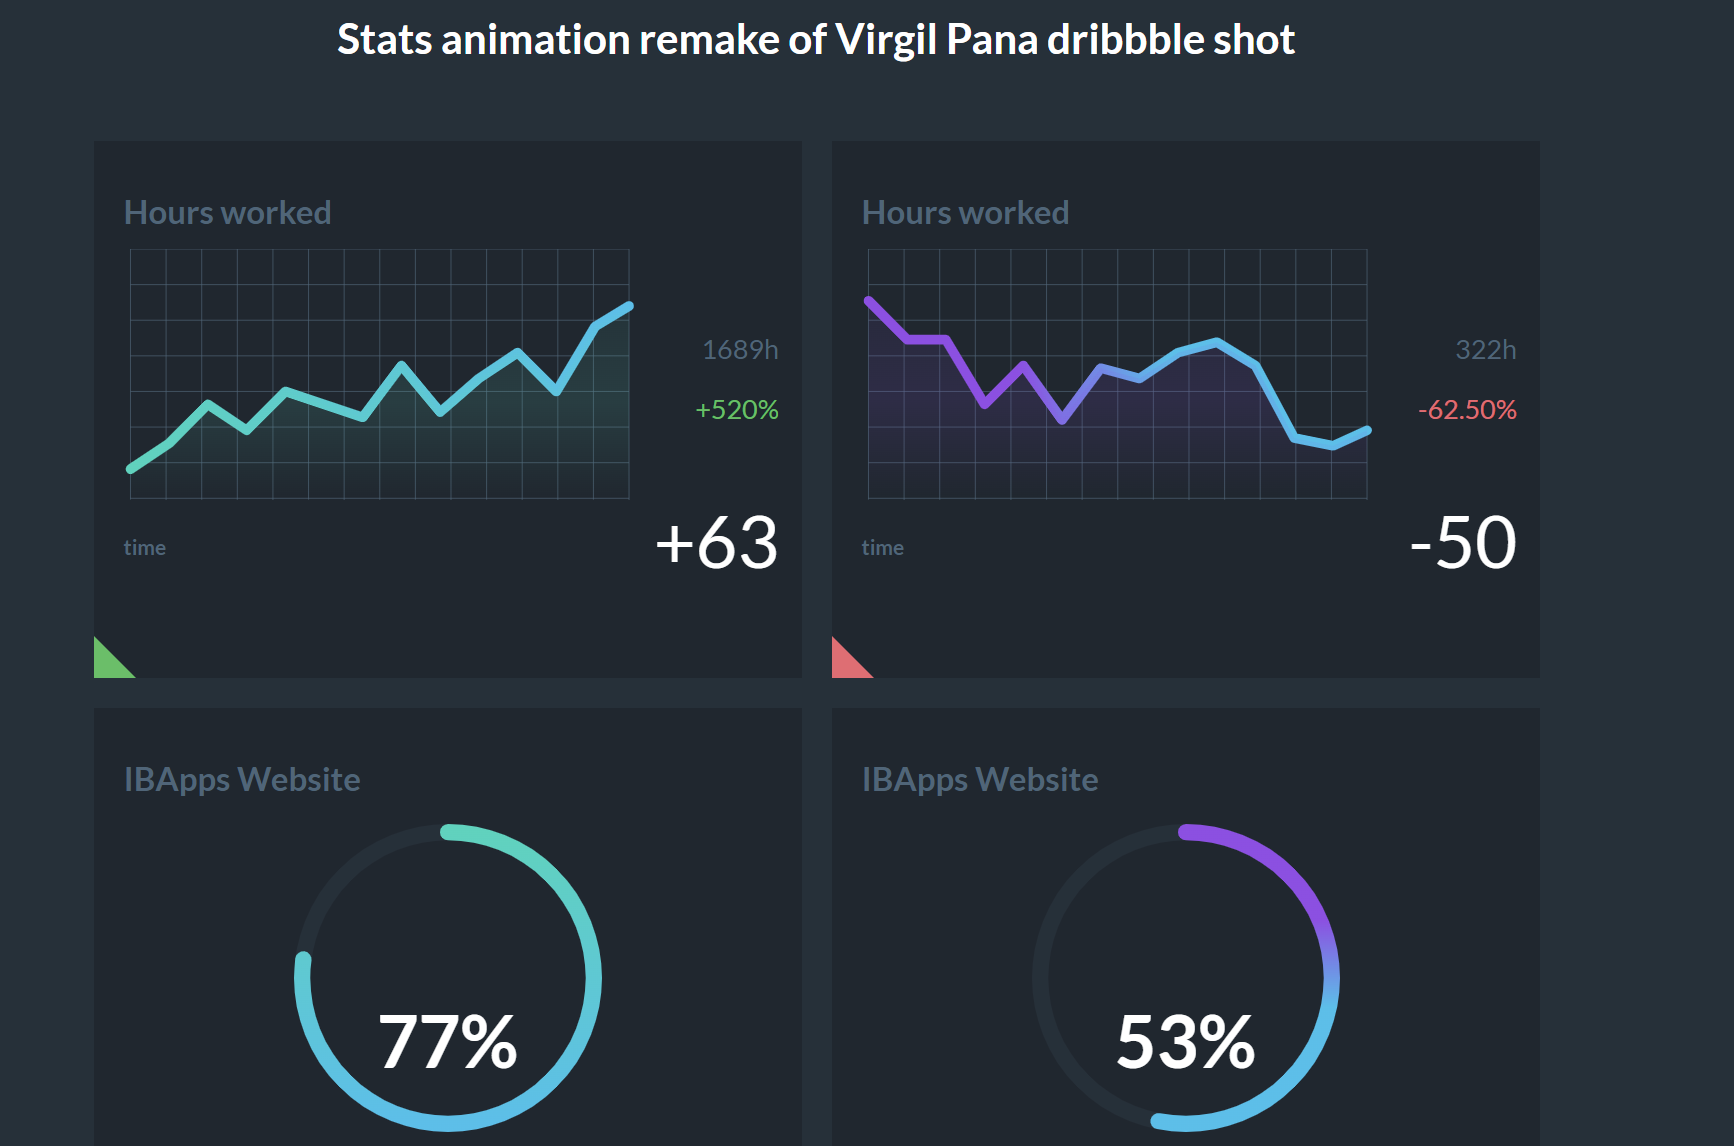 Stats animation remake of Virgil Pana dribbble shot
Hours worked
1689h
+520%
+63
time
Hours worked
322h
-62.50%
-50
time
IBApps Website
77%
IBApps Website
53%